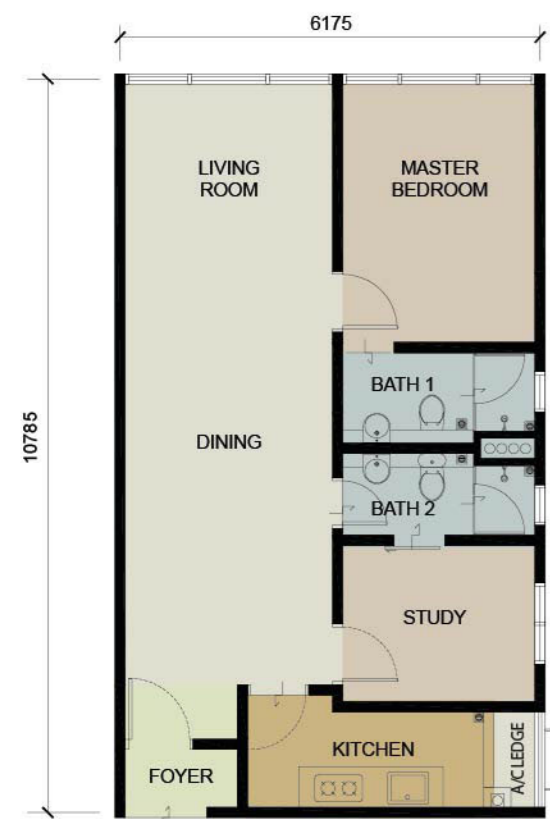 6175
LIVING
ROOM
MASTER
BEDROOM
BATH 1
10785
DINING
BATH 2
STUDY
KITCHEN
A/C LEDGE
FOYER